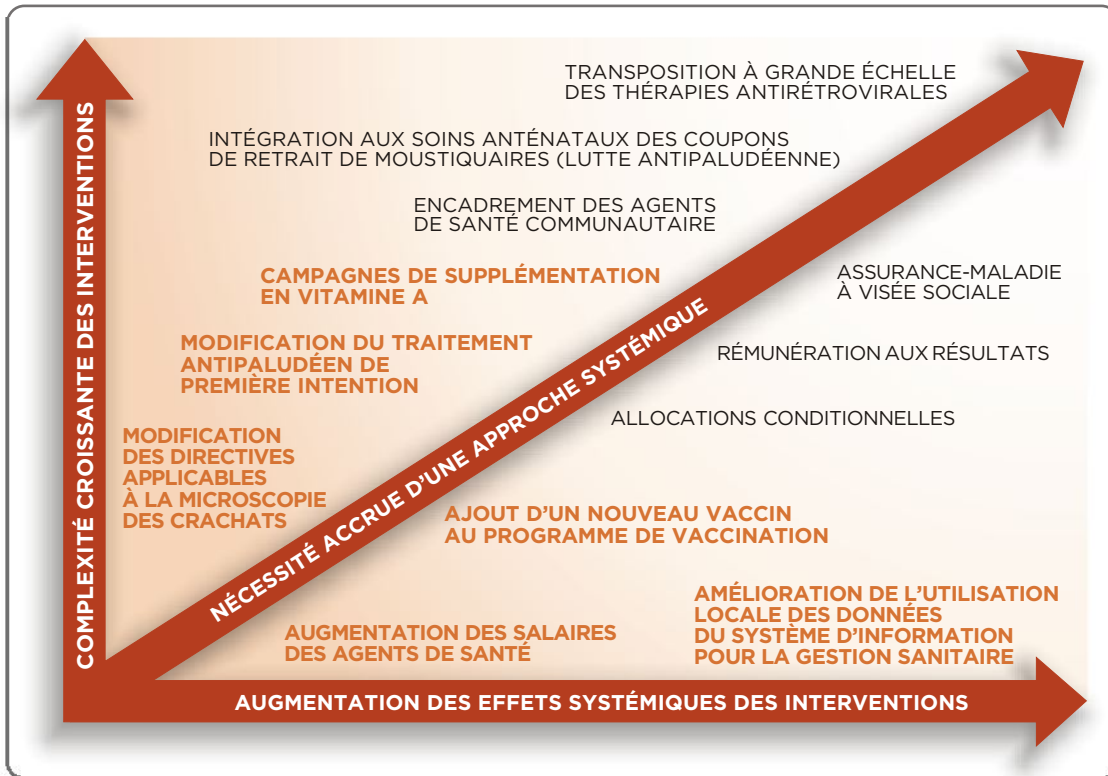 TRANSPOSITION À GRANDE ÉCHELLE
DES THÉRAPIES ANTIRÉTROVIRALES
INTÉGRATION AUX SOINS ANTÉNATAUX DES COUPONS
DE RETRAIT DE MOUSTIQUAIRES (LUTTE ANTIPALUDÉENNE)
ENCADREMENT DES AGENTS
DE SANTÉ COMMUNAUTAIRE
CAMPAGNES DE SUPPLÉMENTATION
EN VITAMINE A
ASSURANCE-MALADIE
À VISÉE SOCIALE
MODIFICATION DU TRAITEMENT
ANTIPALUDÉEN DE
PREMIÈRE INTENTION
RÉMUNÉRATION AUX RÉSULTATS
ALLOCATIONS CONDITIONNELLES
MODIFICATION
DES DIRECTIVES
APPLICABLES
À LA MICROSCOPIE
DES CRACHATS
AJOUT D'UN NOUVEAU VACCIN
AU PROGRAMME DE VACCINATION
AMÉLIORATION DE L'UTILISATION
LOCALE DES DONNÉES
DU SYSTÈME D'INFORMATION
POUR LA GESTION SANITAIRE
AUGMENTATION DES SALAIRES
DES AGENTS DE SANTÉ
COMPLEXITÉ CROISSANTE DES INTERVENTIONS
NÉCESSITÉ ACCRUE D'UNE APPROCHE SYSTÉMIQUE
AUGMENTATION DES EFFETS SYSTÉMIQUES DES INTERVENTIONS